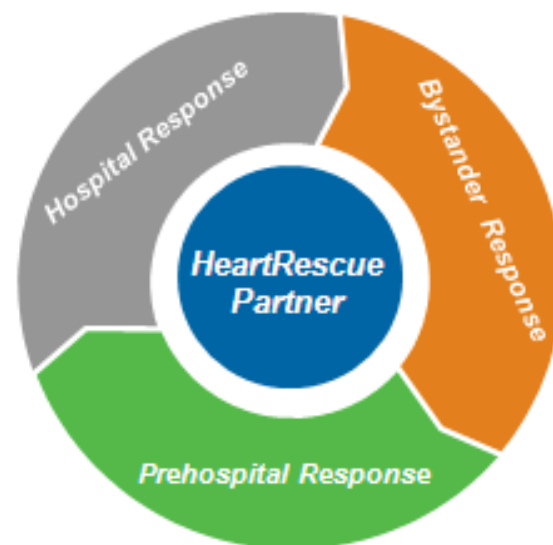 Hospital Response
Bystander Response
HeartRescue
Partner
Prehospital Response